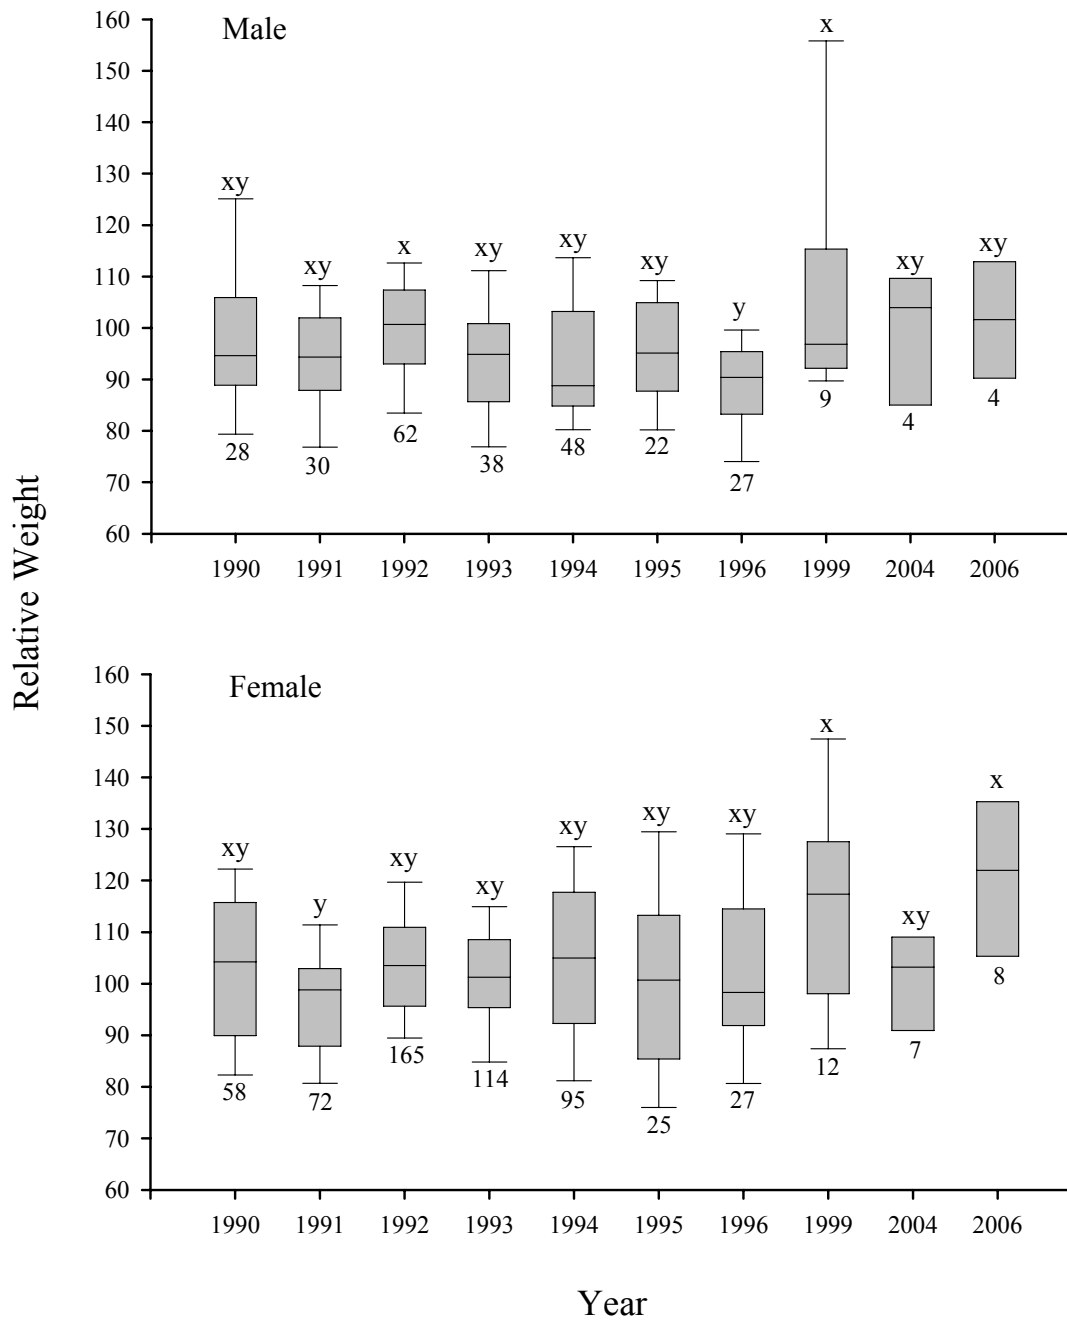 Relative Weight
Male
160
150
140
130
120
110
100
90
80
70
60
xy
xy
x
xy
xy
xy
y
x
xy
xy
28
30
62
38
48
22
27
9
4
4
1990 1991 1992 1993 1994 1995 1996 1999 2004 2006
Female
160
150
140
130
120
110
100
90
80
70
60
xy
y
xy
xy
xy
xy
xy
x
xy
x
58
72
165
114
95
25
27
12
7
8
1990 1991 1992 1993 1994 1995 1996 1999 2004 2006
Year